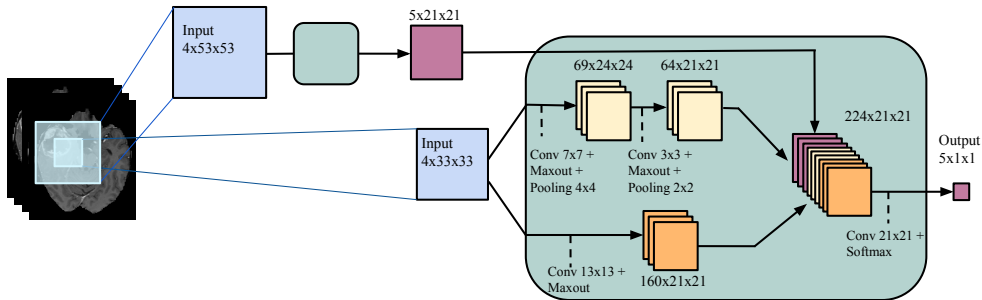 Input
4x53x53
5x21x21
Input
4x33x33
69x24x24
64x21x21
Conv 7x7 +
Maxout +
Pooling 4x4
Conv 3x3 +
Maxout +
Pooling 2x2
224x21x21
Output
5x1x1
Conv 21x21 +
Softmax
Conv 13x13 +
Maxout
160x21x21